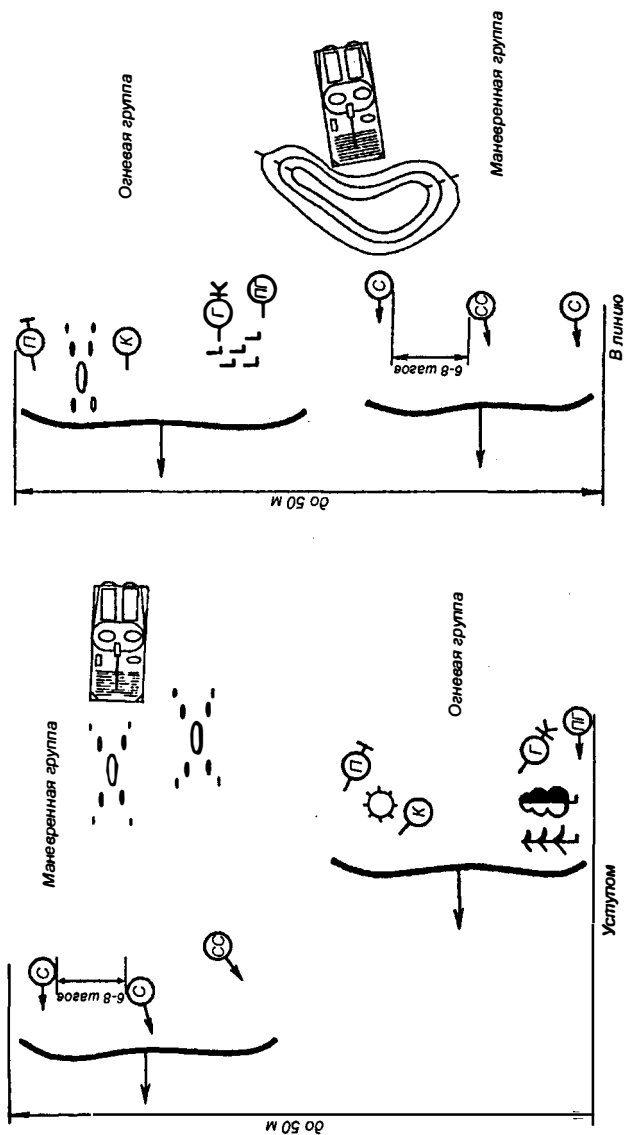 Огневая группа
Маневренная группа
П
К
Г
ПГ
С
СС
С
6-8 шагов
до 50 м
В линию
Маневренная группа
Огневая группа
С
С
СС
П
К
Г
ПГ
6-8 шагов
до 50 м
Уступом